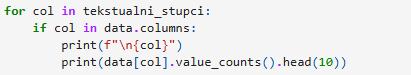 for col in tekstualni_stupci:
    if col in data.columns:
        print(f"\n{col}")
        print(data[col].value_counts().head(10))